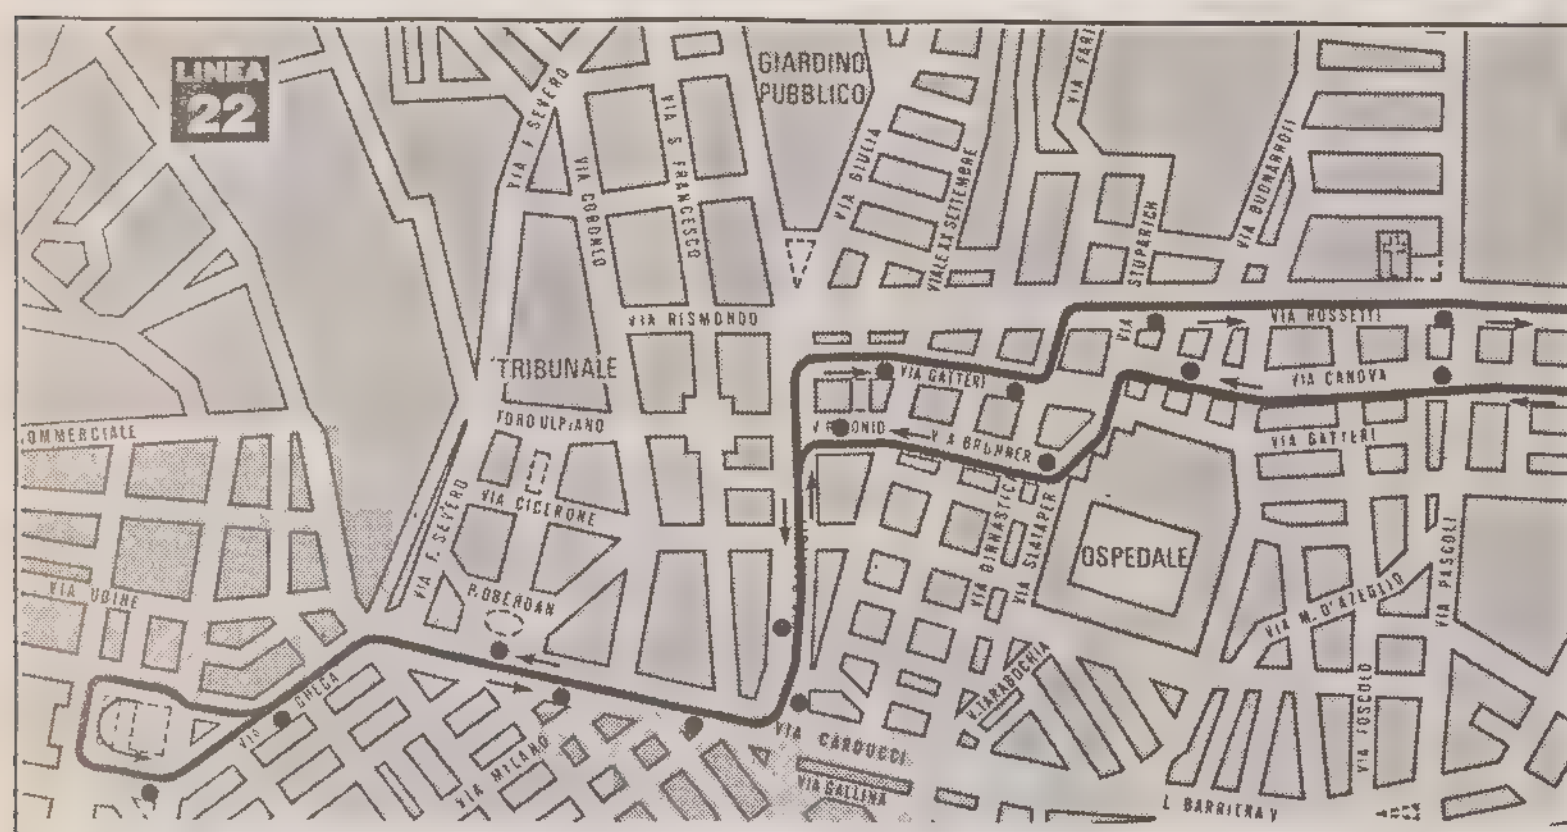 LINEA
22
GIARDINO
PUBBLICO
VIA F. SEVERO
VIA CORONEO
VIA S. FRANCESCO
VIA GIULIA
VIALE XX SETTEMBRE
VIA
STUPARICH
VIA BUONARROTI
VIA RISMONDO
VIA ROSSETTI
TRIBUNALE
VIA GATTERI
VIA CANOVA
FORO ULPIANO
VIA BRUNNER
VIA GATTERI
OMMERCIALE
VIA CICERONE
VIA F. SEVERO
VIA GINNASTICA
VIA SLATAPER
OSPEDALE
VIA PASCOLI
VIA UDINE
P. OBERDAN
VIA M. D'AZEGLIO
V. TARABOCHIA
VIA FOSCOLO
VIA GHEGA
VIA MILANO
VIA CARDUCCI
VIA GALLINA
L. BARRIERA V